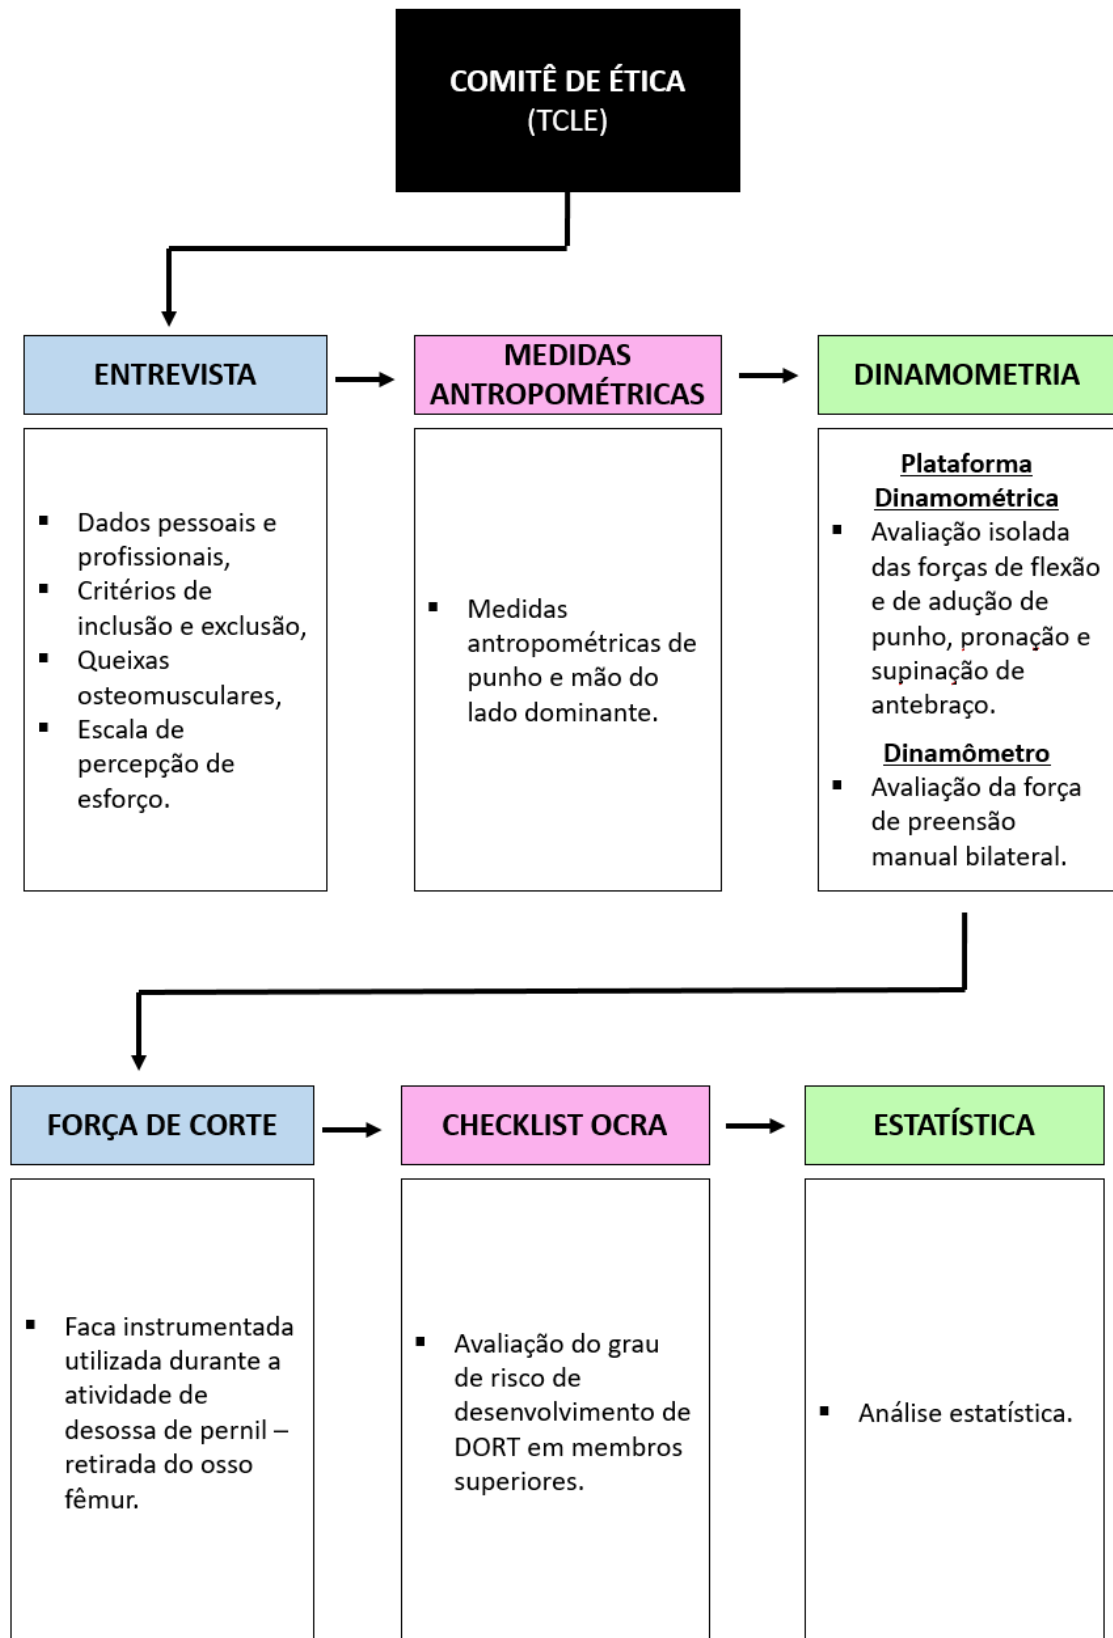 COMITÊ DE ÉTICA
(TCLE)
ENTREVISTA
▪ Dados pessoais e
profissionais,
▪ Critérios de
inclusão e exclusão,
▪ Queixas
osteomusculares,
▪ Escala de
percepção de
esforço.
MEDIDAS
ANTROPOMÉTRICAS
▪ Medidas
antropométricas de
punho e mão do
lado dominante.
DINAMOMETRIA
Plataforma
Dinamométrica
▪ Avaliação isolada
das forças de flexão
e de adução de
punho, pronação e
supinação de
antebraço.
Dinamômetro
▪ Avaliação da força
de preensão
manual bilateral.
FORÇA DE CORTE
▪ Faca instrumentada
utilizada durante a
atividade de
desossa de pernil –
retirada do osso
fêmur.
CHECKLIST OCRA
▪ Avaliação do grau
de risco de
desenvolvimento de
DORT em membros
superiores.
ESTATÍSTICA
▪ Análise estatística.